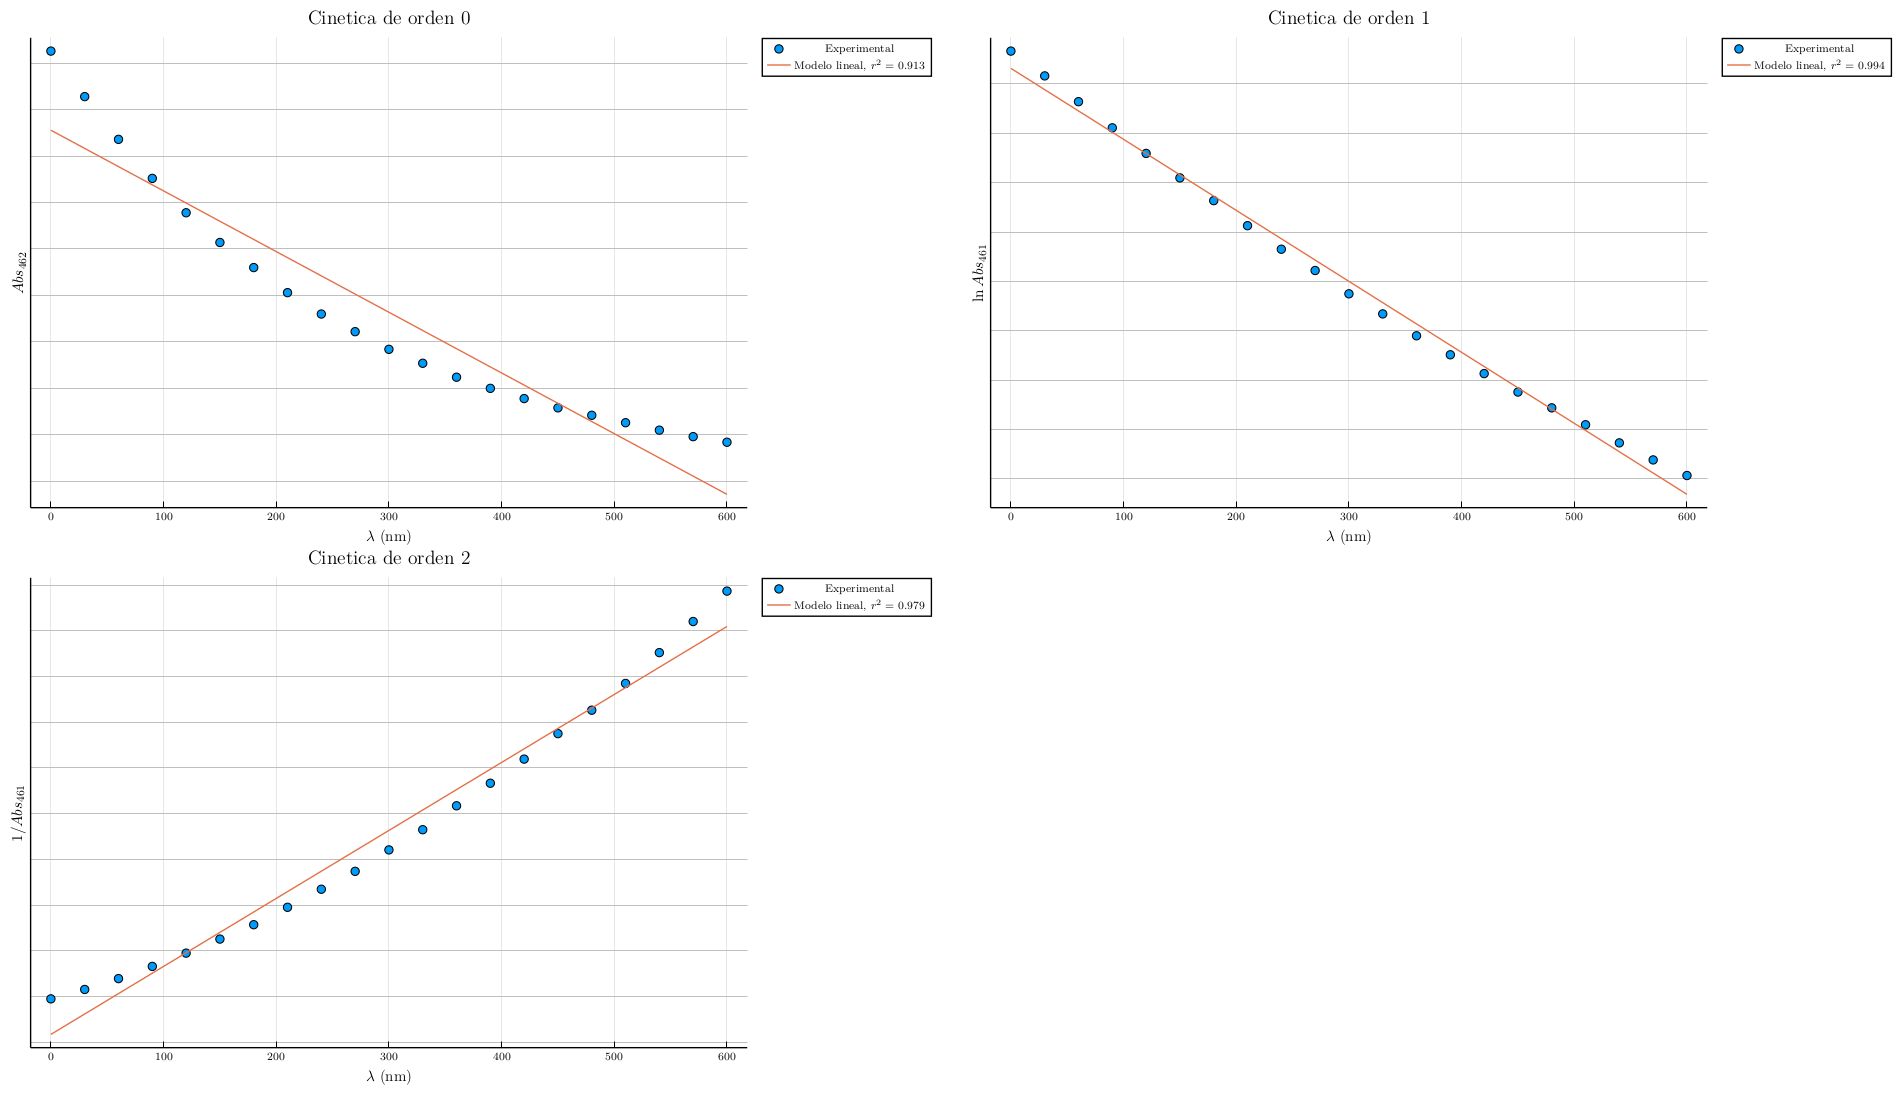 Cinetica de orden 0
Experimental
Modelo lineal, r² = 0.913
Abs₄₆₂
0 100 200 300 400 500 600
λ (nm)
Cinetica de orden 1
Experimental
Modelo lineal, r² = 0.994
ln Abs₄₆₁
0 100 200 300 400 500 600
λ (nm)
Cinetica de orden 2
Experimental
Modelo lineal, r² = 0.979
1/Abs₄₆₁
0 100 200 300 400 500 600
λ (nm)